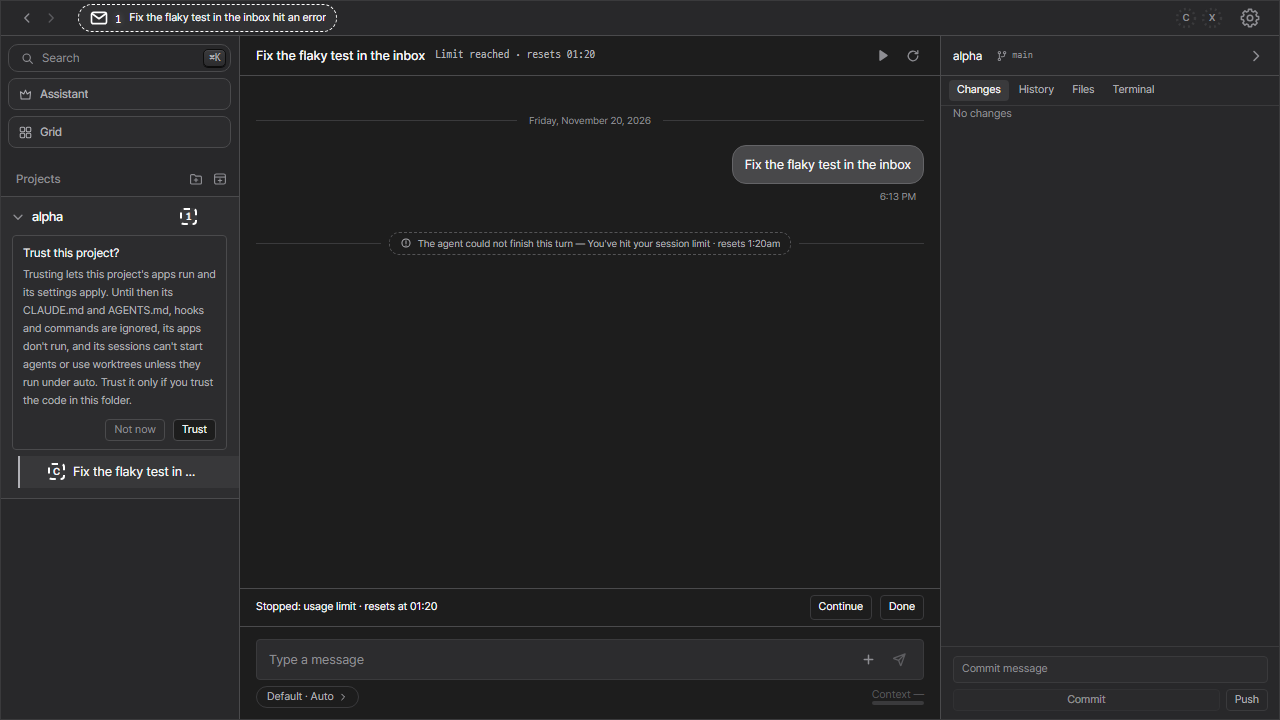 1 Fix the flaky test in the inbox hit an error
C X
Search ⌘K
Assistant
Grid
Projects
alpha 1
Trust this project?
Trusting lets this project's apps run and
its settings apply. Until then its
CLAUDE.md and AGENTS.md, hooks
and commands are ignored, its apps
don't run, and its sessions can't start
agents or use worktrees unless they
run under auto. Trust it only if you trust
the code in this folder.
Not now Trust
C Fix the flaky test in ...
Fix the flaky test in the inbox Limit reached · resets 01:20
Friday, November 20, 2026
Fix the flaky test in the inbox
6:13 PM
The agent could not finish this turn — You've hit your session limit · resets 1:20am
Stopped: usage limit · resets at 01:20 Continue Done
Type a message
Default · Auto Context —
alpha main
Changes History Files Terminal
No changes
Commit message
Commit Push